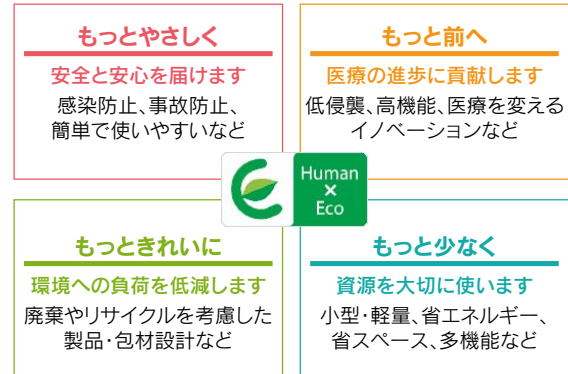 もっとやさしく
安全と安心を届けます
感染防止、事故防止、
簡単で使いやすいなど
もっと前へ
医療の進歩に貢献します
低侵襲、高機能、医療を変える
イノベーションなど
Human
×
Eco
もっときれいに
環境への負荷を低減します
廃棄やリサイクルを考慮した
製品・包材設計など
もっと少なく
資源を大切に使います
小型・軽量、省エネルギー、
省スペース、多機能など